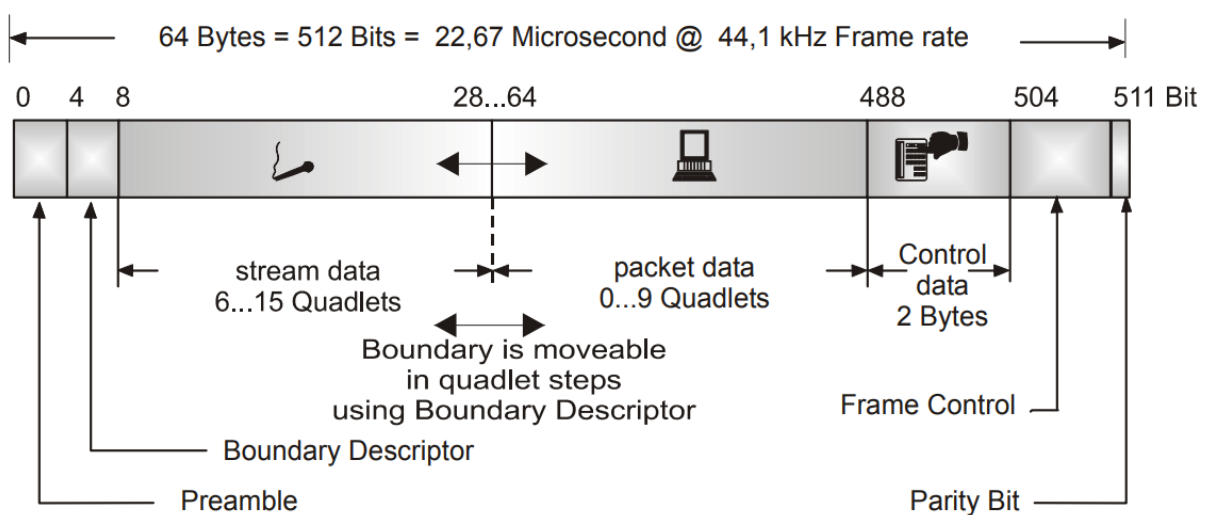 64 Bytes = 512 Bits = 22,67 Microsecond @ 44,1 kHz Frame rate
0 4 8 28...64 488 504 511 Bit
stream data
6...15 Quadlets
packet data
0...9 Quadlets
Control
data
2 Bytes
Boundary is moveable
in quadlet steps
using Boundary Descriptor
Frame Control
Boundary Descriptor
Preamble
Parity Bit